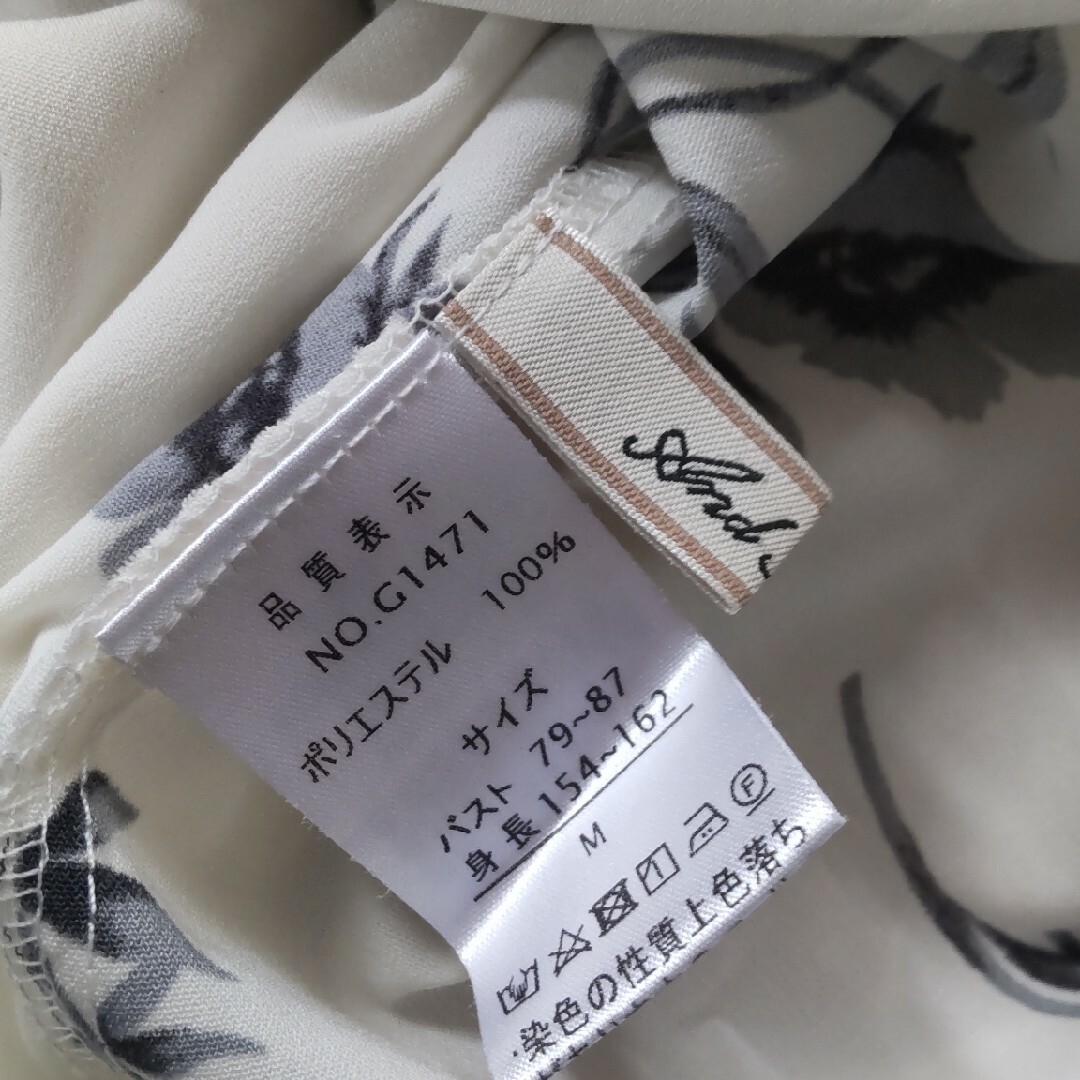 品質表示
NO.G1471
ポリエステル 100%
サイズ
バスト 79~87
身長 154~162
M
F
・染色の性質上色落ち